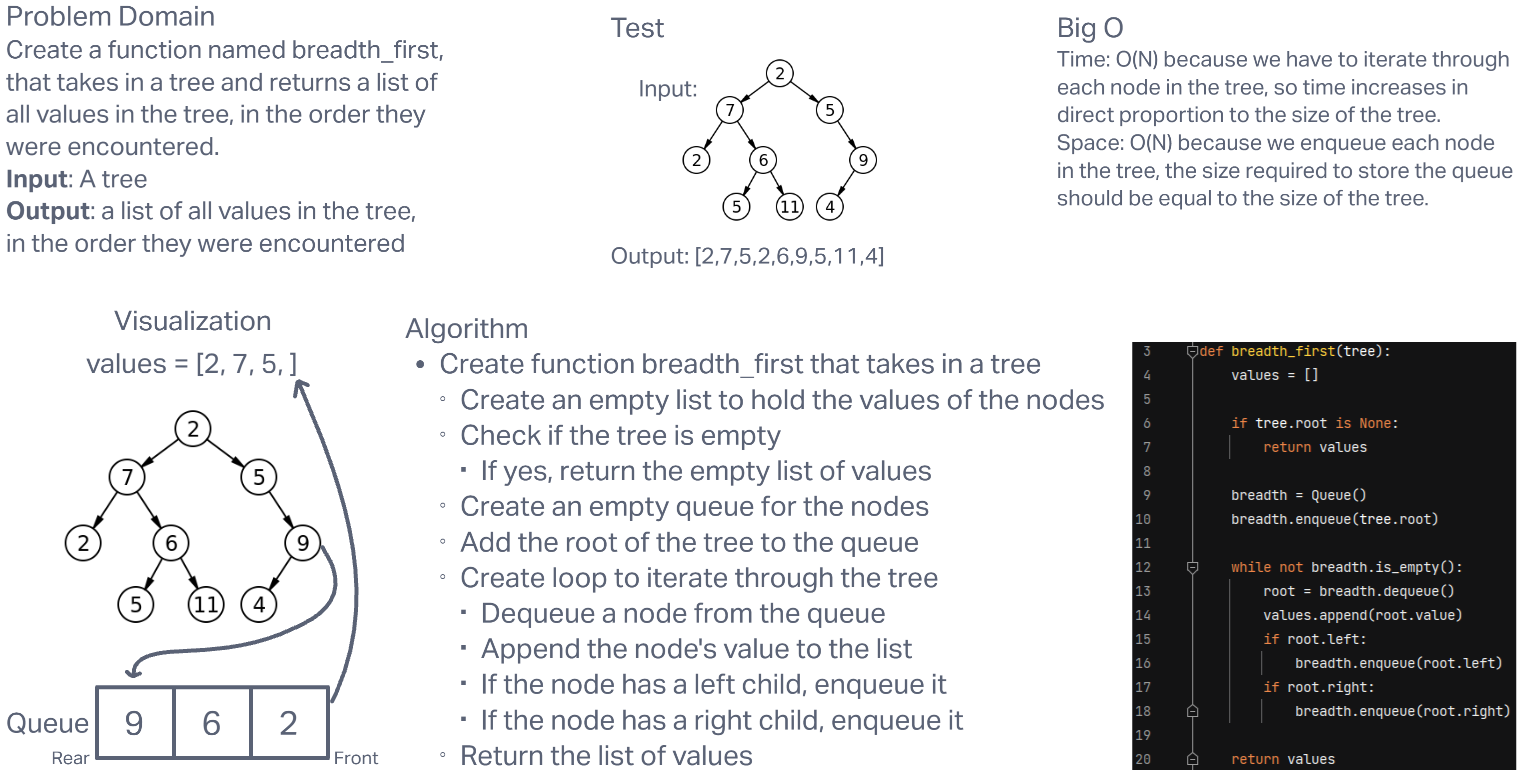 Problem Domain
Create a function named breadth_first,
that takes in a tree and returns a list of
all values in the tree, in the order they
were encountered.
Input: A tree
Output: a list of all values in the tree,
in the order they were encountered
Test
Input:
2
7 5
2 6 9
5 11 4
Output: [2,7,5,2,6,9,5,11,4]
Big O
Time: O(N) because we have to iterate through
each node in the tree, so time increases in
direct proportion to the size of the tree.
Space: O(N) because we enqueue each node
in the tree, the size required to store the queue
should be equal to the size of the tree.
Visualization
values = [2, 7, 5, ]
2
7 5
2 6 9
5 11 4
Queue 9 6 2
Rear Front
Algorithm
• Create function breadth_first that takes in a tree
◦ Create an empty list to hold the values of the nodes
◦ Check if the tree is empty
▪ If yes, return the empty list of values
◦ Create an empty queue for the nodes
◦ Add the root of the tree to the queue
◦ Create loop to iterate through the tree
▪ Dequeue a node from the queue
▪ Append the node's value to the list
▪ If the node has a left child, enqueue it
▪ If the node has a right child, enqueue it
◦ Return the list of values
3 def breadth_first(tree):
4     values = []
5
6     if tree.root is None:
7         return values
8
9     breadth = Queue()
10     breadth.enqueue(tree.root)
11
12     while not breadth.is_empty():
13         root = breadth.dequeue()
14         values.append(root.value)
15         if root.left:
16             breadth.enqueue(root.left)
17         if root.right:
18             breadth.enqueue(root.right)
19
20     return values